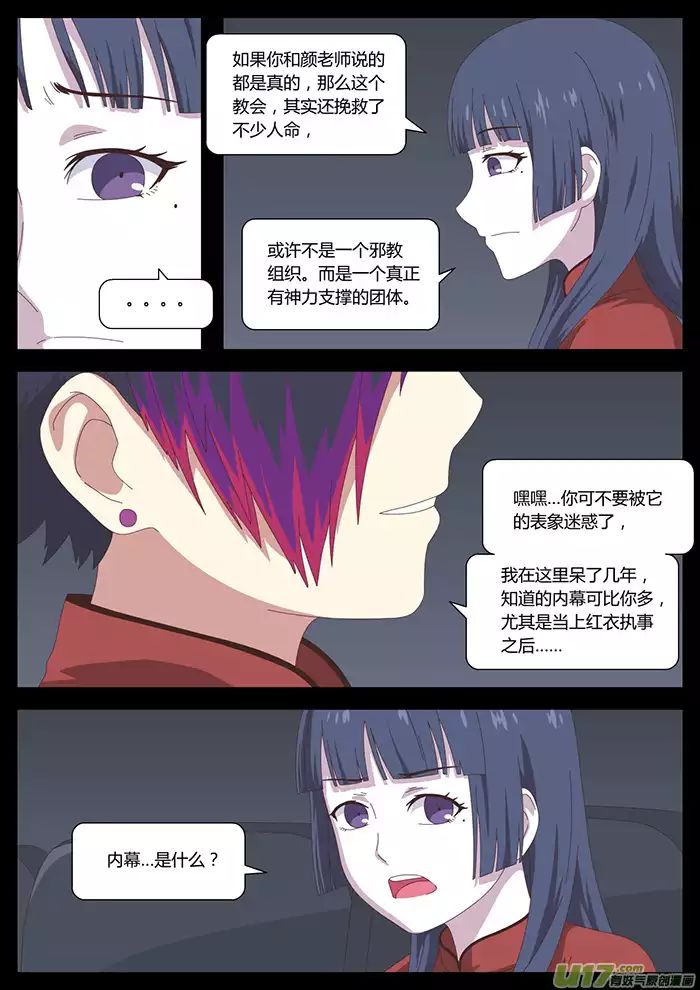 如果你和颜老师说的
都是真的，那么这个
教会，其实还挽救了
不少人命，
或许不是一个邪教
组织。而是一个真正
有神力支撑的团体。
。。。。
嘿嘿…你可不要被它
的表象迷惑了，
我在这里呆了几年，
知道的内幕可比你多，
尤其是当上红衣执事
之后……
内幕…是什么？
U17.com
有妖气原创漫画